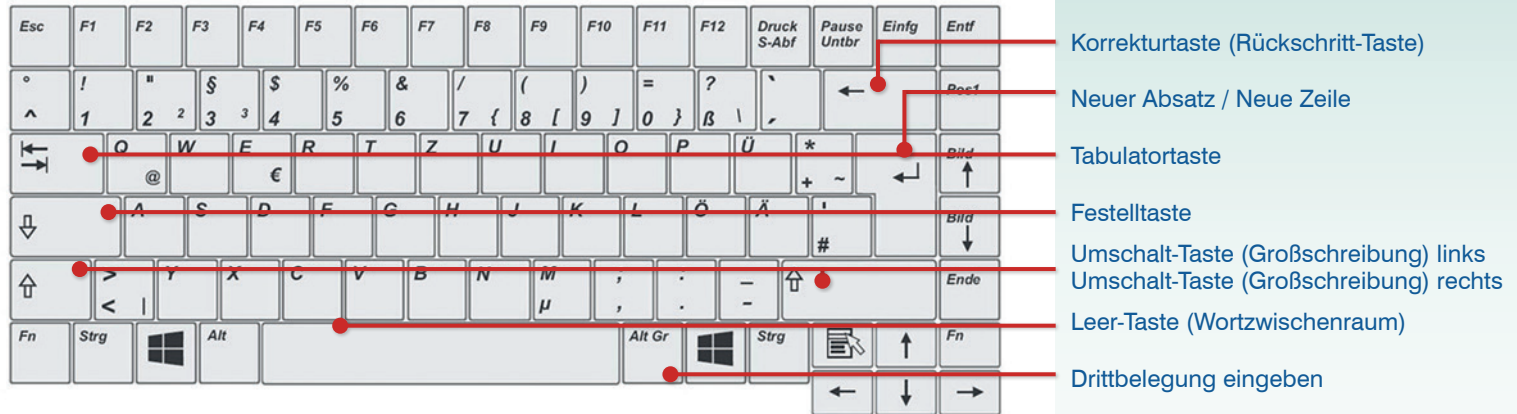 Esc F1 F2 F3 F4 F5 F6 F7 F8 F9 F10 F11 F12 Druck S-Abf Pause Untbr Einfg Entf
° ! " § $ % & / ( ) = ? `
^ 1 2 ² 3 ³ 4 5 6 7 { 8 [ 9 ] 0 } ß \ ´ ← Pos1
Q W E R T Z U I O P Ü * Bild ↑
@ € + ~
A S D F G H J K L Ö Ä ' Bild ↓
#
> Y X C V B N M ; . _ Ende
< | µ , . -
Fn Strg Alt Alt Gr Strg ↑ Fn
← ↓ →
Korrekturtaste (Rückschritt-Taste)
Neuer Absatz / Neue Zeile
Tabulatortaste
Festelltaste
Umschalt-Taste (Großschreibung) links
Umschalt-Taste (Großschreibung) rechts
Leer-Taste (Wortzwischenraum)
Drittbelegung eingeben